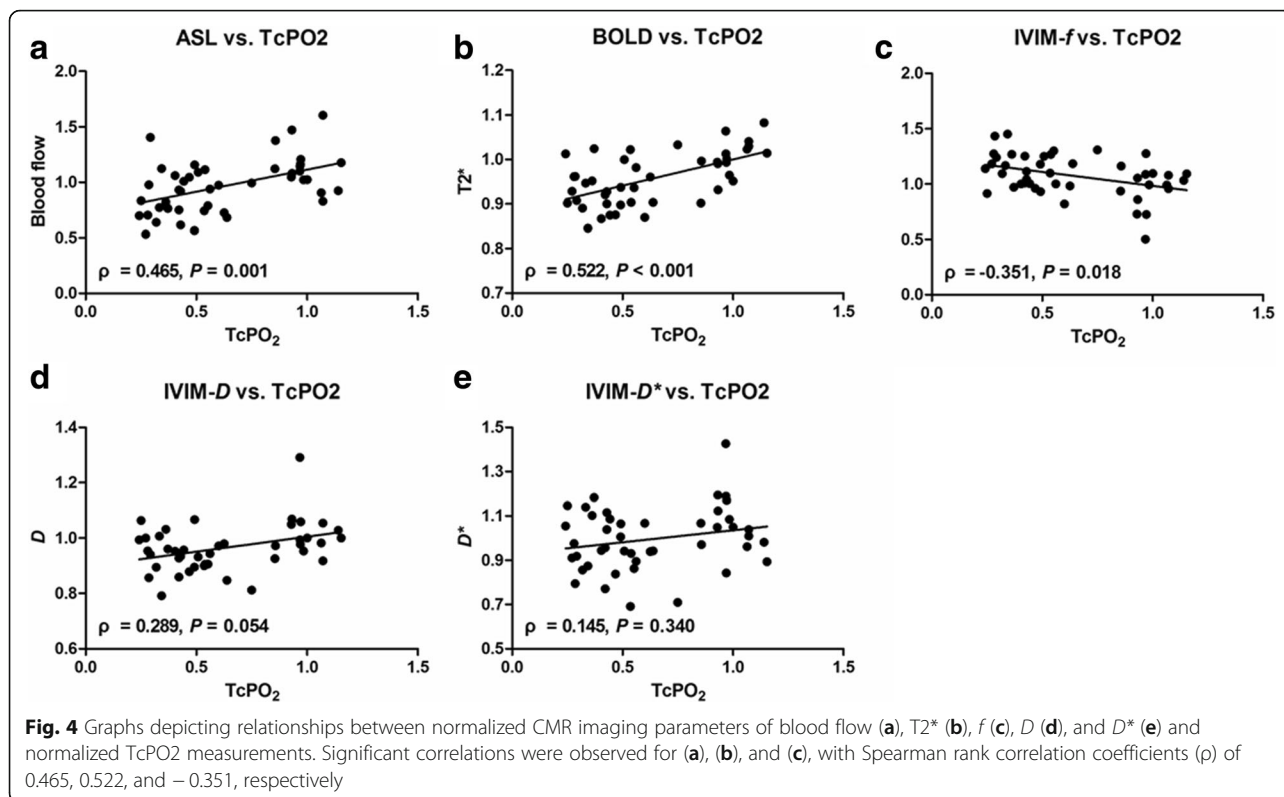 a
ASL vs. TcPO2
Blood flow
2.0
1.5
1.0
0.5
0.0
0.0 0.5 1.0 1.5
TcPO₂
ρ = 0.465, P = 0.001
b
BOLD vs. TcPO2
T2*
1.2
1.1
1.0
0.9
0.8
0.7
0.0 0.5 1.0 1.5
TcPO₂
ρ = 0.522, P < 0.001
c
IVIM-f vs. TcPO2
2.0
1.5
1.0
0.5
0.0
0.0 0.5 1.0 1.5
TcPO₂
ρ = -0.351, P = 0.018
d
IVIM-D vs. TcPO2
D
1.4
1.2
1.0
0.8
0.6
0.0 0.5 1.0 1.5
TcPO₂
ρ = 0.289, P = 0.054
e
IVIM-D* vs. TcPO2
D*
1.5
1.3
1.1
0.9
0.7
0.5
0.0 0.5 1.0 1.5
TcPO₂
ρ = 0.145, P = 0.340
Fig. 4 Graphs depicting relationships between normalized CMR imaging parameters of blood flow (a), T2* (b), f (c), D (d), and D* (e) and
normalized TcPO2 measurements. Significant correlations were observed for (a), (b), and (c), with Spearman rank correlation coefficients (ρ) of
0.465, 0.522, and − 0.351, respectively